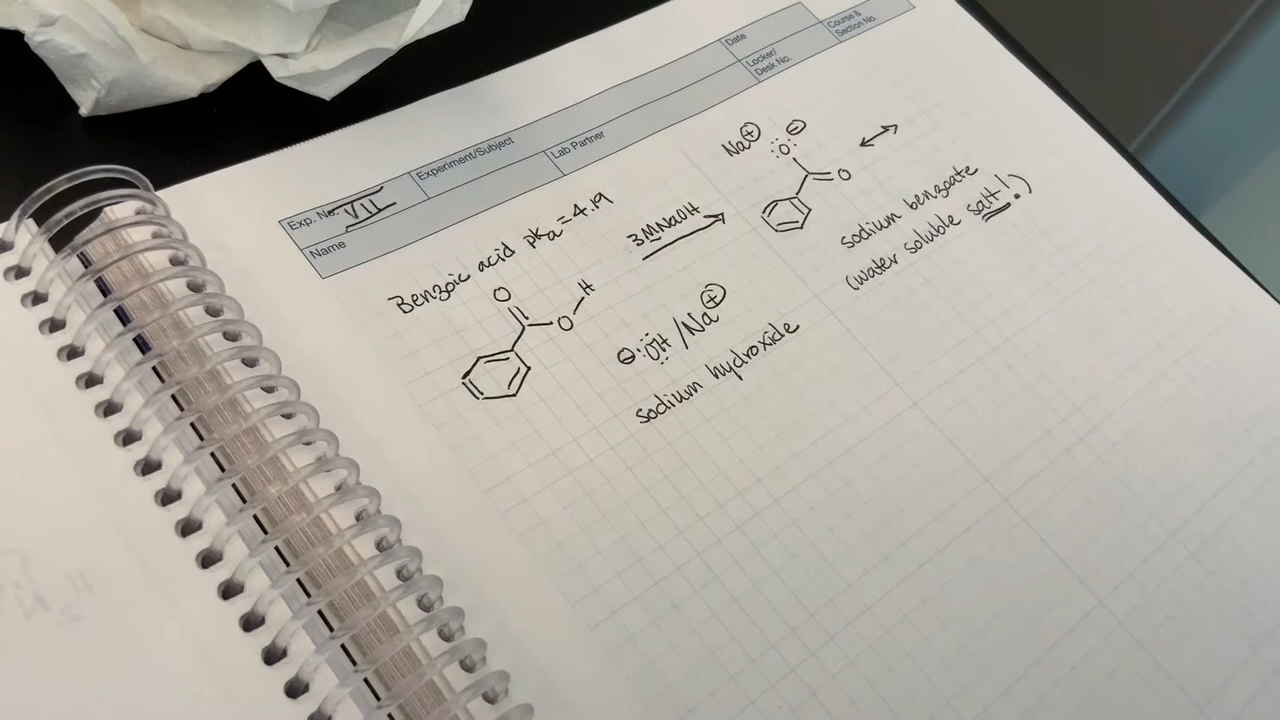 Experiment/Subject
Date
Exp. No.
VII
Name
Lab Partner
Locker/
Desk No.
Course &
Section No.
Benzoic acid pKa=4.19
O
O
H
3M NaOH
⊖:ÖH /Na⊕
sodium hydroxide
Na⊕
:O: ⊖
O
sodium benzoate
(water soluble salt!)